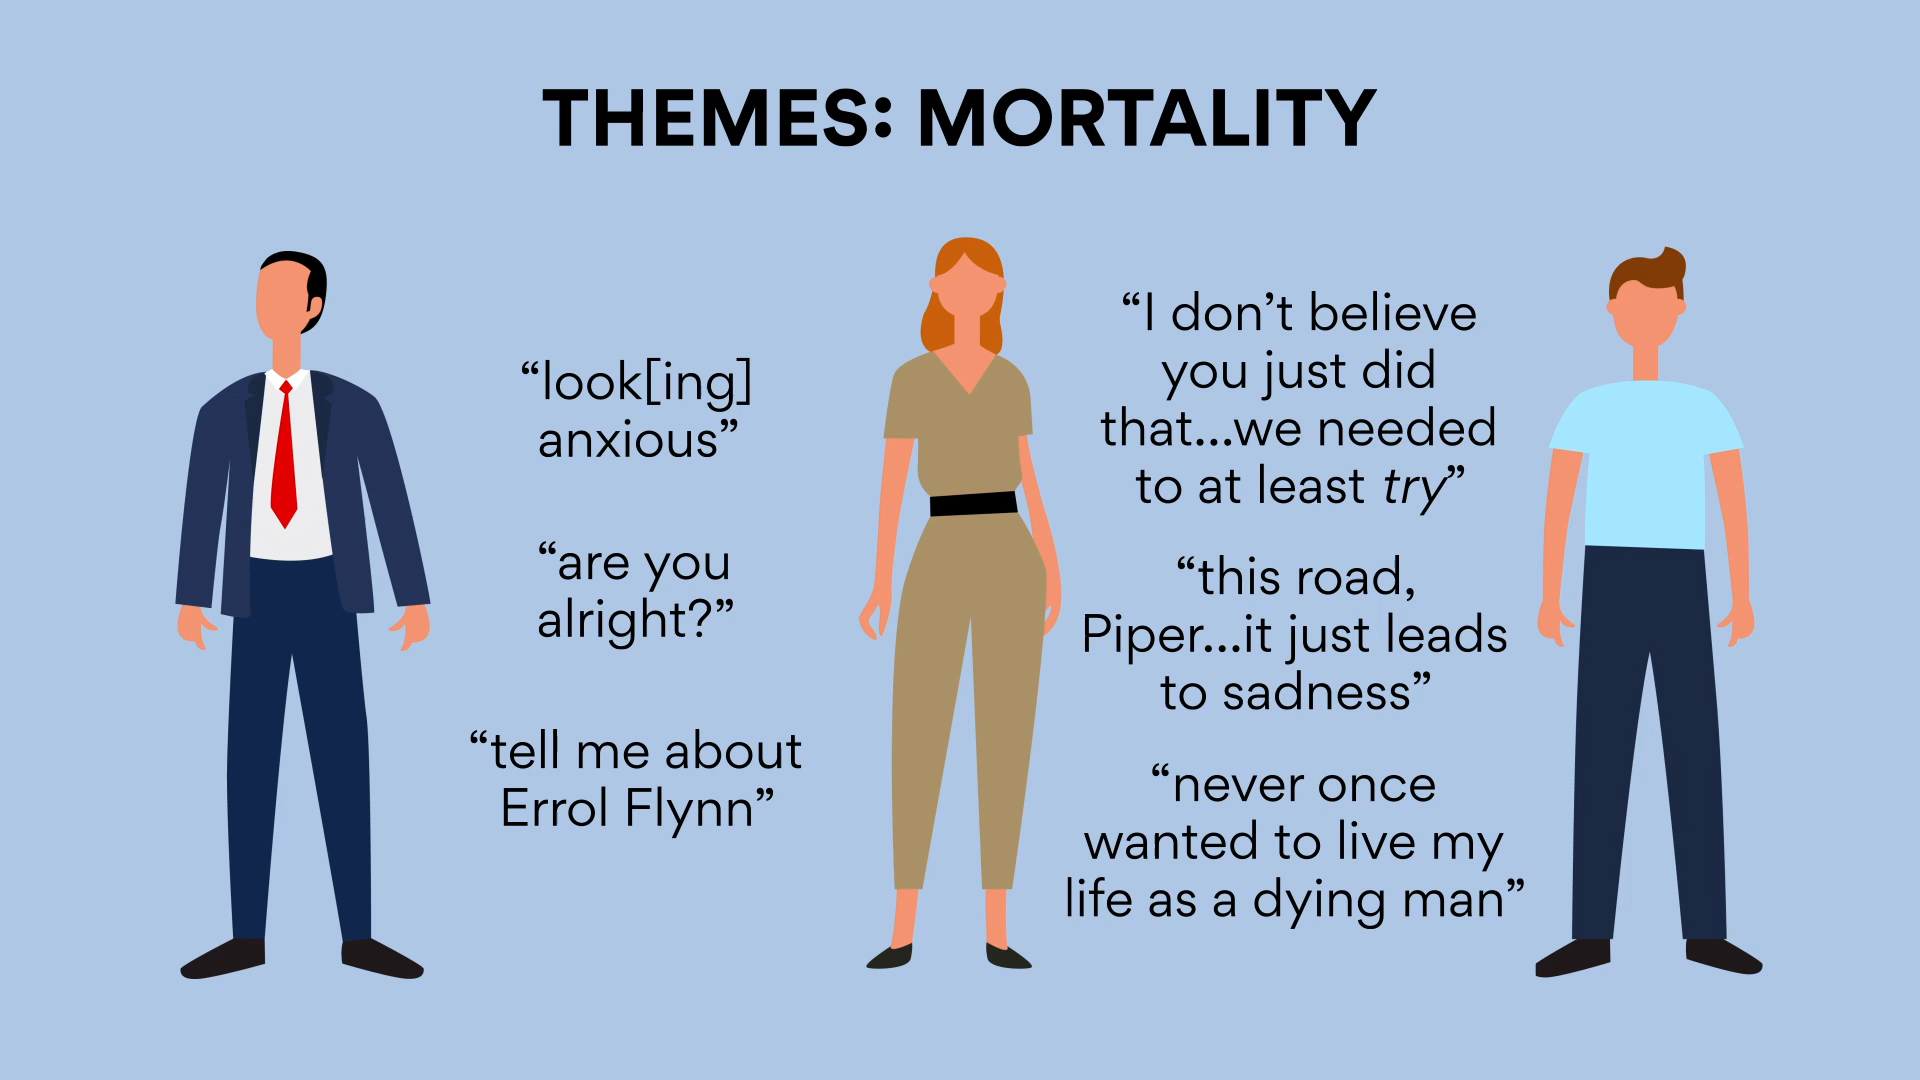 THEMES: MORTALITY
“look[ing]
anxious”
“are you
alright?”
“tell me about
Errol Flynn”
“I don’t believe
you just did
that...we needed
to at least try”
“this road,
Piper...it just leads
to sadness”
“never once
wanted to live my
life as a dying man”